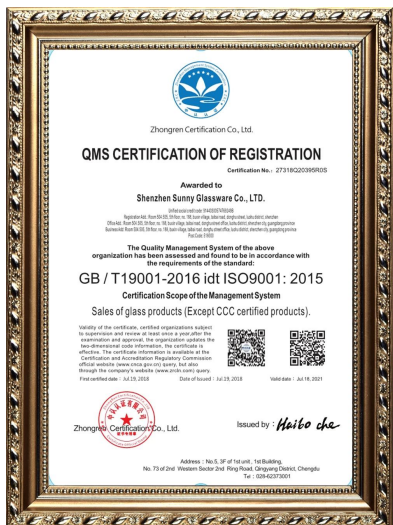 Zhongren Certification Co., Ltd.
QMS CERTIFICATION OF REGISTRATION
Certification No.: 27318Q20395R0S
Awarded to
Shenzhen Sunny Glassware Co., LTD.
The Quality Management System of the above
organization has been assessed and found to be in accordance with
the requirements of the standard:
GB / T19001-2016 idt ISO9001: 2015
Certification Scope of the Management System
Sales of glass products (Except CCC certified products).
Validity of the certificate, certified organizations subject
to supervision and review at least once a year, after the
examination and approval, the organization updates the
two-dimensional code information, the certificate is
effective. The certificate information is available at the
Certification and Accreditation Regulatory Commission
official website (www.cnca.gov.cn) query, but also
through the company's website (www.zrcfm.com) query.
First certified date : Jul.19, 2018 Date of Issued : Jul.19, 2018 Valid date : Jul.18, 2021
Zhongren Certification Co., Ltd.
Issued by : Haibo che
Address : No.5, 3F of 1st unit, 1st Building,
No. 73 of 2nd Western Sector 2nd Ring Road, Qingyang District, Chengdu
Tel : 028-62373001